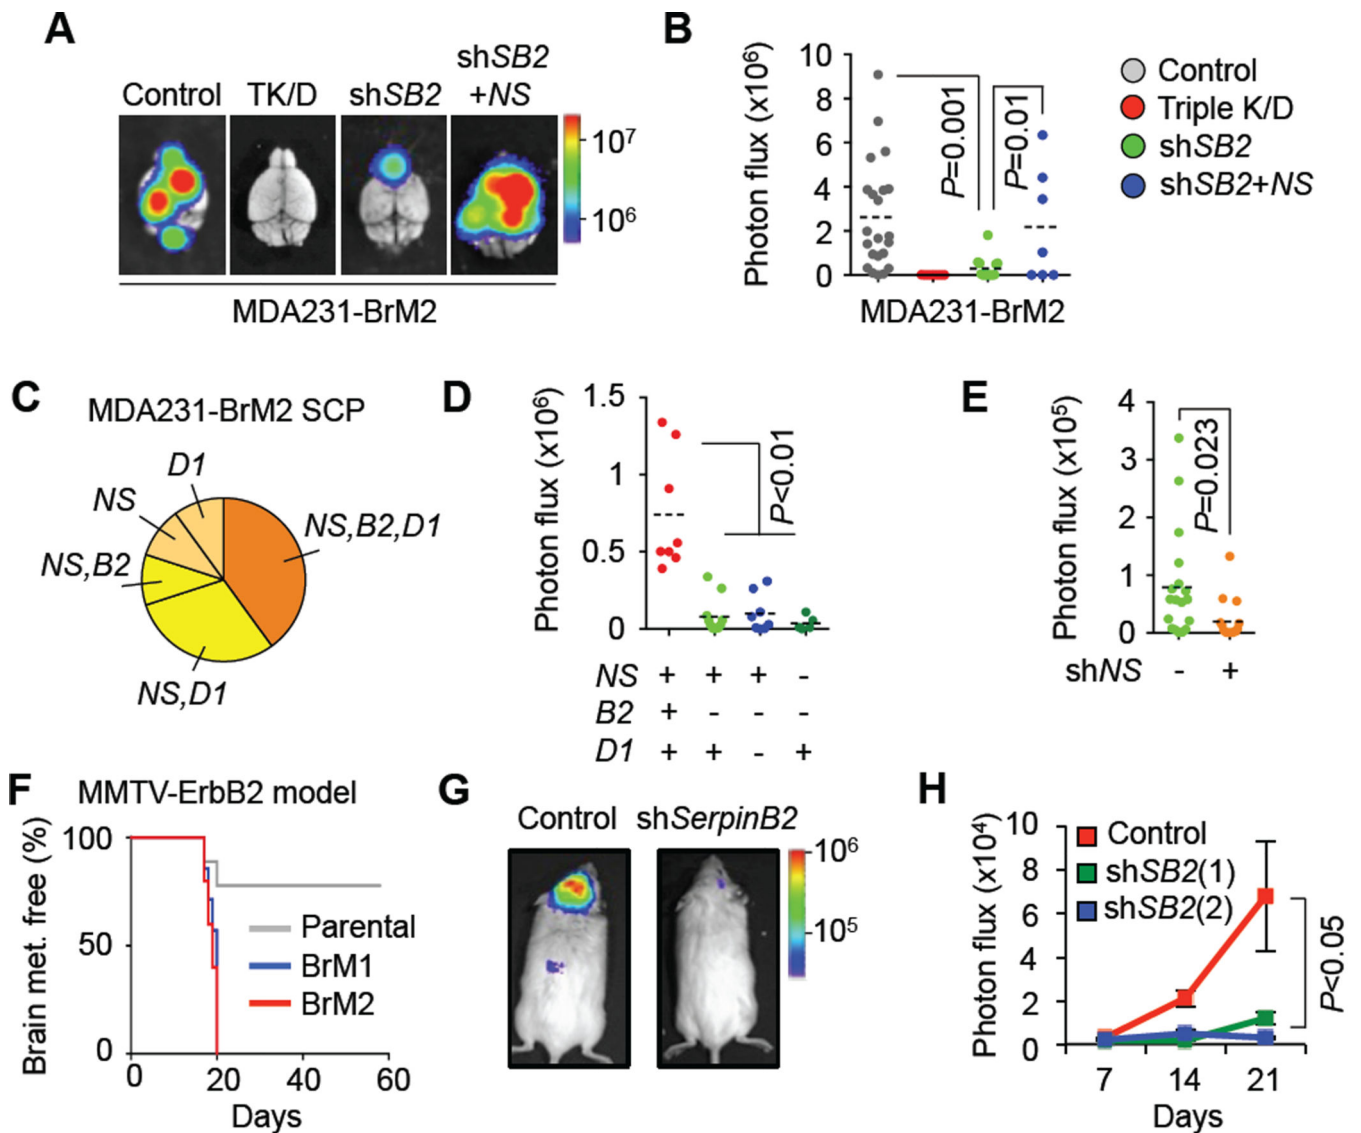 A
Control
TK/D
shSB2
shSB2
+NS
10⁷
10⁶
MDA231-BrM2
B
Photon flux (x10⁶)
10
8
6
4
2
0
P=0.001
P=0.01
MDA231-BrM2
Control
Triple K/D
shSB2
shSB2+NS
C
MDA231-BrM2 SCP
D1
NS
NS,B2
NS,D1
NS,B2,D1
D
Photon flux (x10⁶)
1.5
1
0.5
0
P<0.01
NS + + + -
B2 + - - -
D1 + + - +
E
Photon flux (x10⁵)
4
3
2
1
0
P=0.023
shNS - +
F
MMTV-ErbB2 model
Brain met. free (%)
100
50
0
Parental
BrM1
BrM2
0 20 40 60
Days
G
Control
shSerpinB2
10⁶
10⁵
H
Photon flux (x10⁴)
10
8
6
4
2
0
Control
shSB2(1)
shSB2(2)
P<0.05
7 14 21
Days